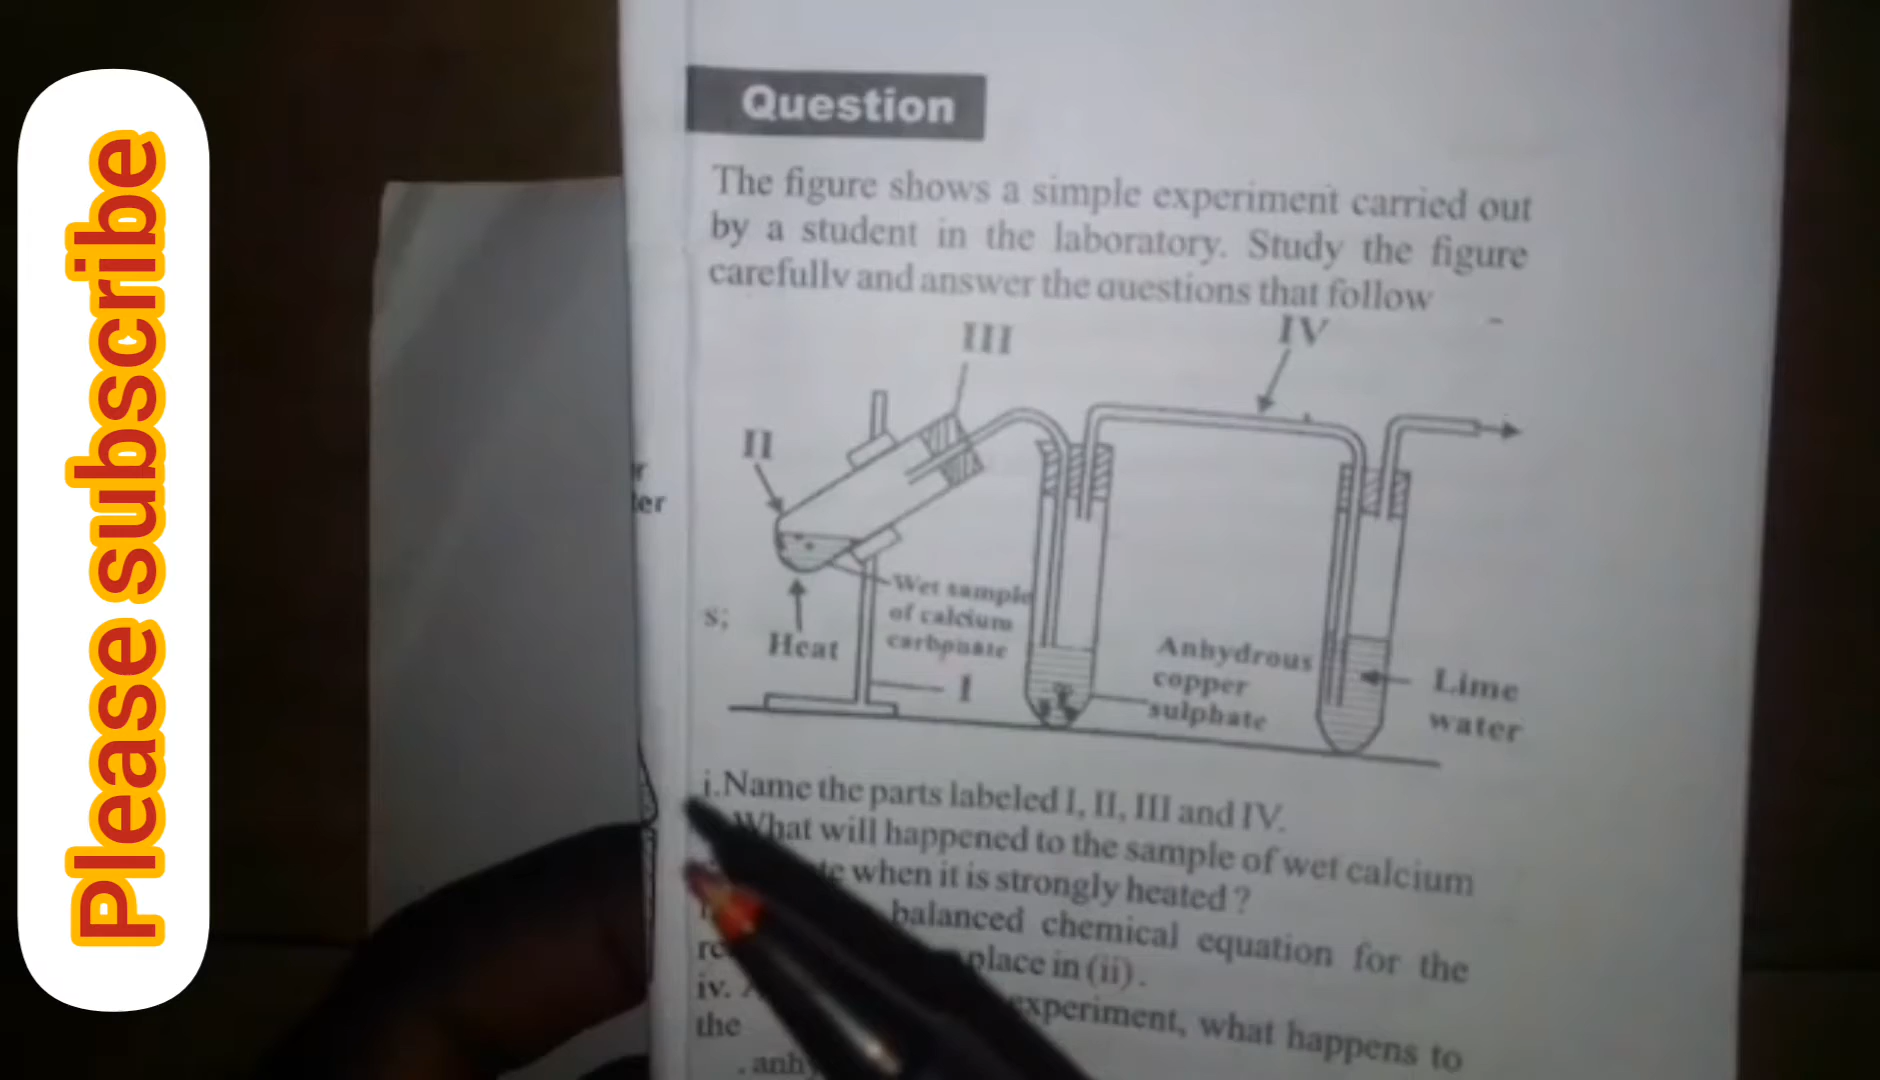 Please subscribe
Question
The figure shows a simple experiment carried out
by a student in the laboratory. Study the figure
carefully and answer the questions that follow
III
IV
II
ter
Wet sample
of calcium
carbonate
s;
Heat
I
Anhydrous
copper
sulphate
Lime
water
i.Name the parts labeled I, II, III and IV.
What will happened to the sample of wet calcium
when it is strongly heated ?
balanced chemical equation for the
place in (ii).
iv.
experiment, what happens to
the